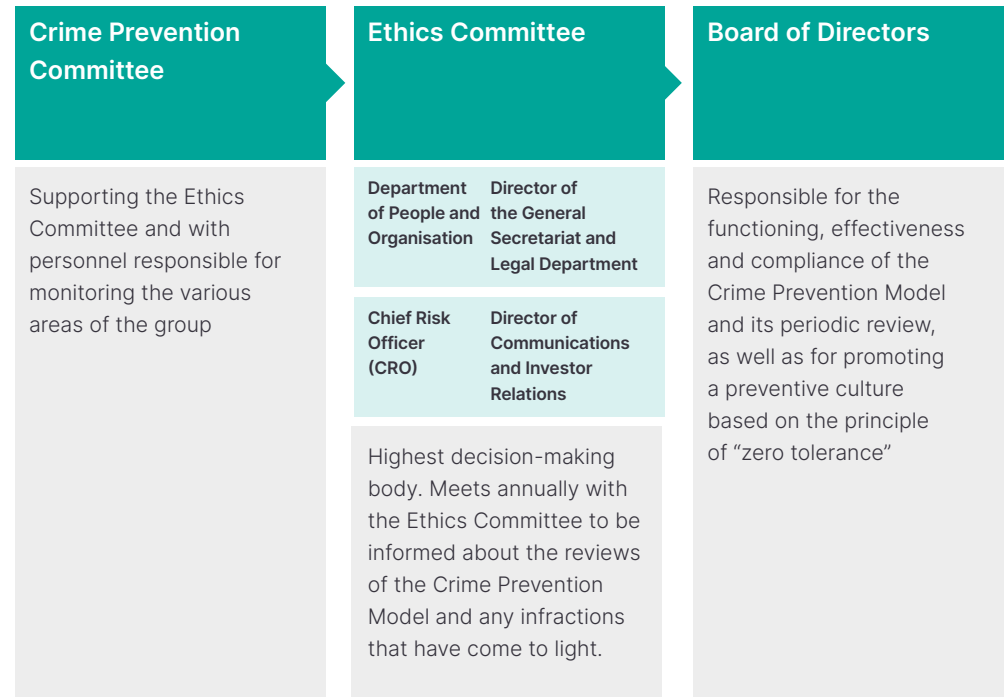 Crime Prevention
Committee
Supporting the Ethics
Committee and with
personnel responsible for
monitoring the various
areas of the group
Ethics Committee
Department
of People and
Organisation
Director of
the General
Secretariat and
Legal Department
Chief Risk
Officer
(CRO)
Director of
Communications
and Investor
Relations
Highest decision-making
body. Meets annually with
the Ethics Committee to be
informed about the reviews
of the Crime Prevention
Model and any infractions
that have come to light.
Board of Directors
Responsible for the
functioning, effectiveness
and compliance of the
Crime Prevention Model
and its periodic review,
as well as for promoting
a preventive culture
based on the principle
of “zero tolerance”